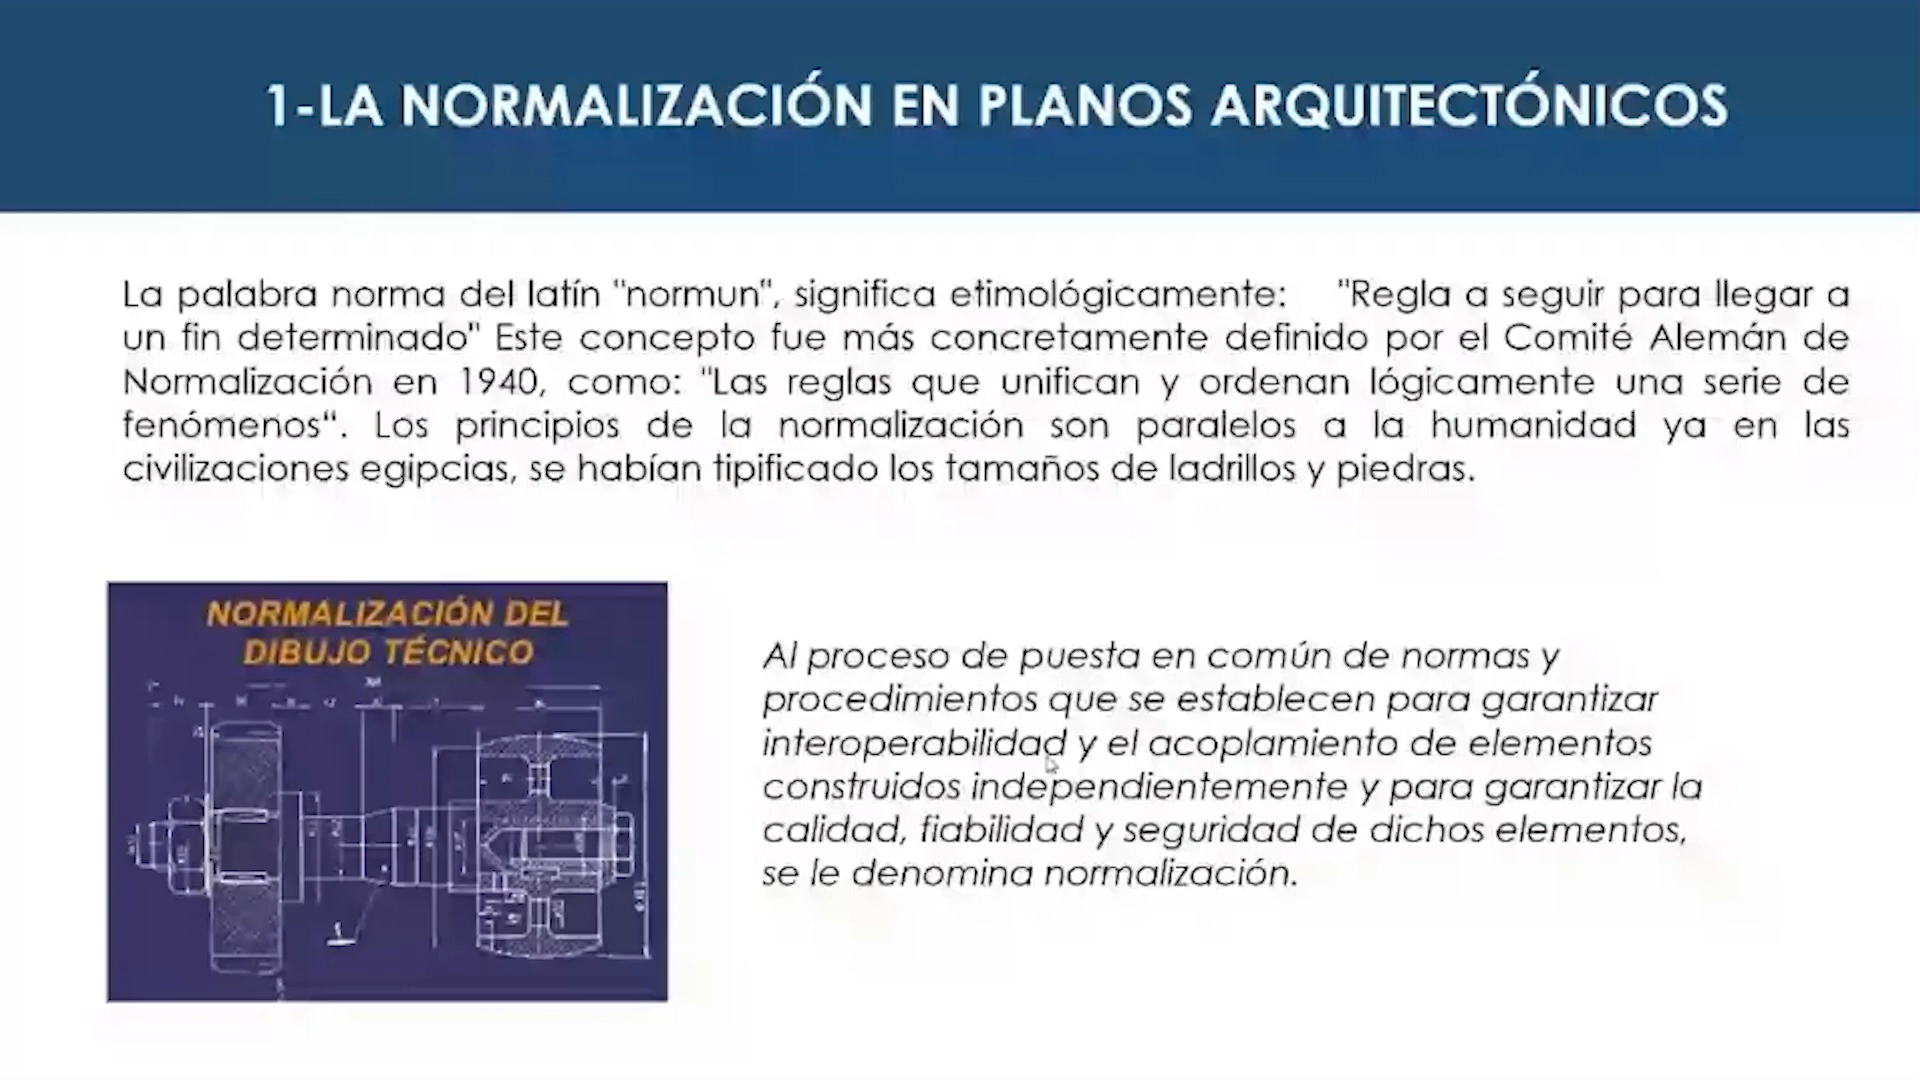 1-LA NORMALIZACIÓN EN PLANOS ARQUITECTÓNICOS
La palabra norma del latín "normun", significa etimológicamente: "Regla a seguir para llegar a
un fin determinado" Este concepto fue más concretamente definido por el Comité Alemán de
Normalización en 1940, como: "Las reglas que unifican y ordenan lógicamente una serie de
fenómenos". Los principios de la normalización son paralelos a la humanidad ya en las
civilizaciones egipcias, se habían tipificado los tamaños de ladrillos y piedras.
NORMALIZACIÓN DEL
DIBUJO TÉCNICO
Al proceso de puesta en común de normas y
procedimientos que se establecen para garantizar
interoperabilidad y el acoplamiento de elementos
construidos independientemente y para garantizar la
calidad, fiabilidad y seguridad de dichos elementos,
se le denomina normalización.